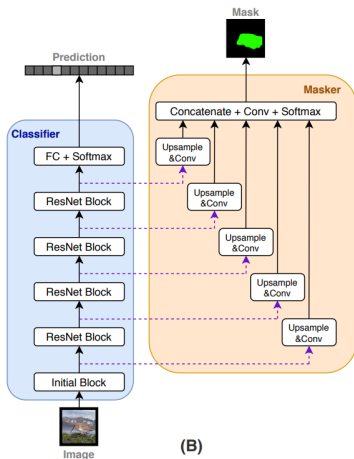 Mask
Prediction
Masker
Concatenate + Conv + Softmax
Classifier
FC + Softmax
Upsample
&Conv
ResNet Block
Upsample
&Conv
ResNet Block
Upsample
&Conv
ResNet Block
Upsample
&Conv
ResNet Block
Upsample
&Conv
Initial Block
Image
(B)